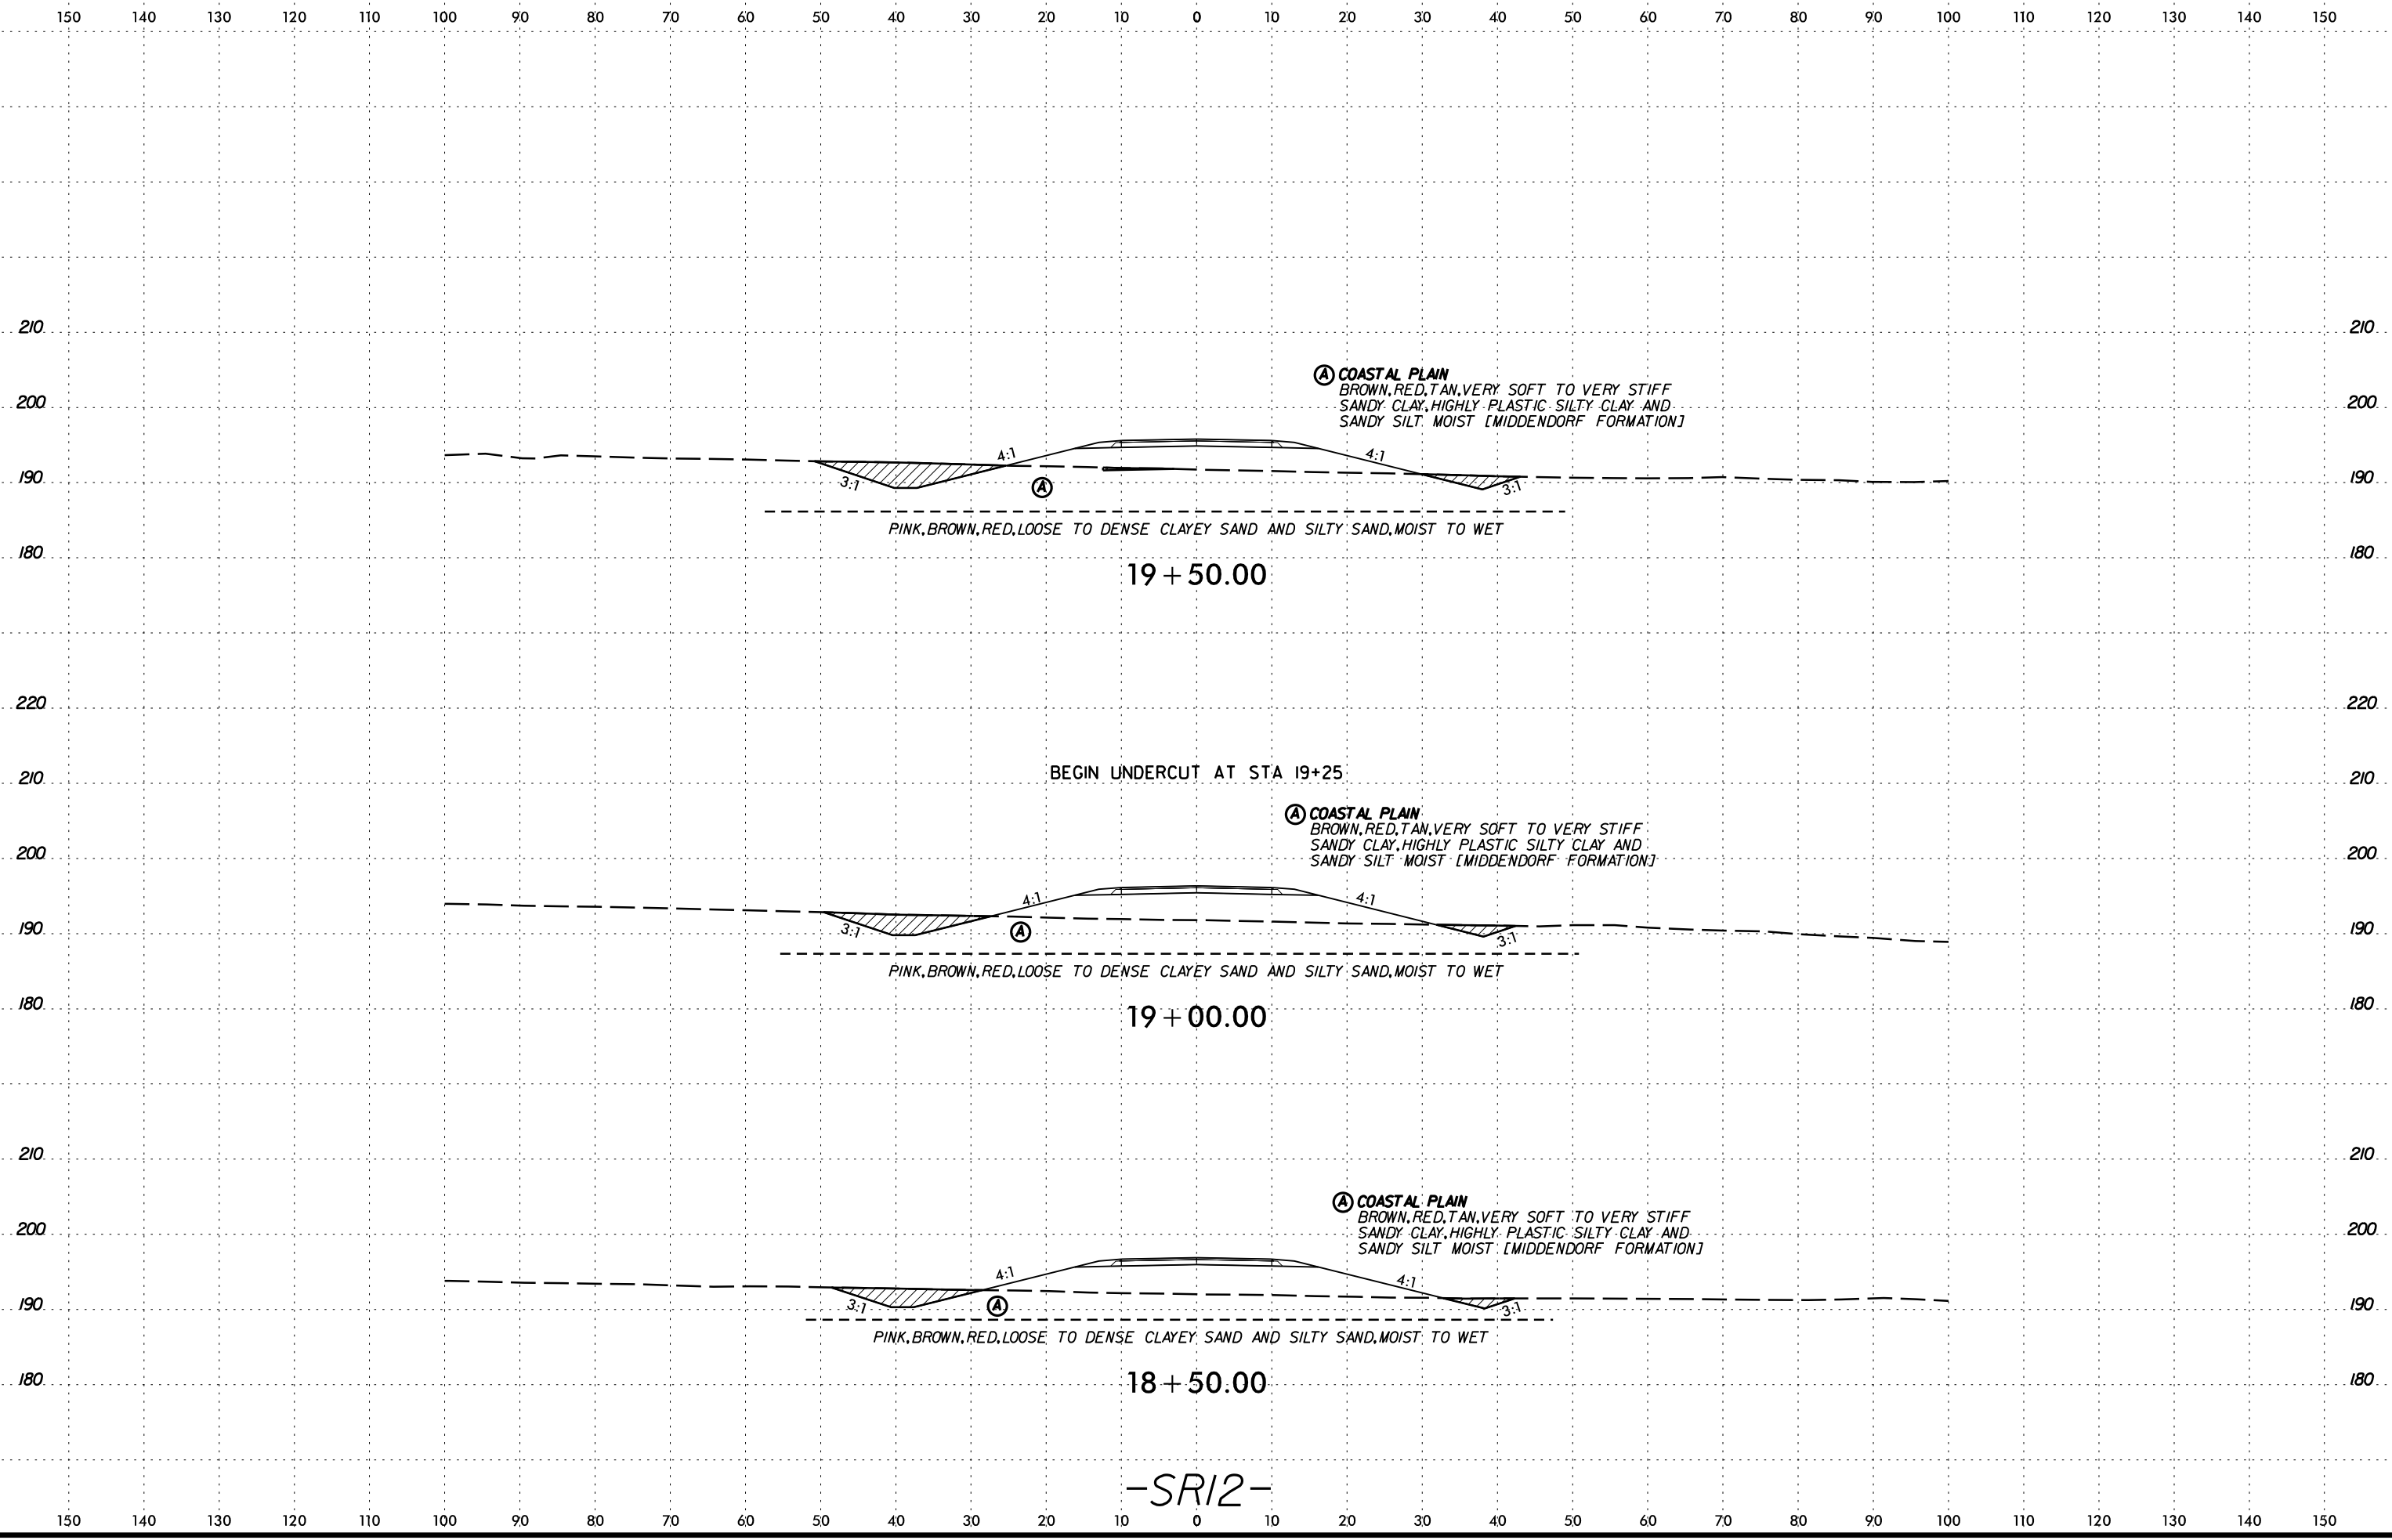 150 140 130 120 110 100 90 80 70 60 50 40 30 20 10 0 10 20 30 40 50 60 70 80 90 100 110 120 130 140 150
210 210
Ⓐ COASTAL PLAIN
BROWN,RED,TAN,VERY SOFT TO VERY STIFF
200 SANDY CLAY,HIGHLY PLASTIC SILTY CLAY AND 200
SANDY SILT MOIST [MIDDENDORF FORMATION]
4:1 4:1
190 3:1 Ⓐ 3:1 190
PINK,BROWN,RED,LOOSE TO DENSE CLAYEY SAND AND SILTY SAND,MOIST TO WET
180 180
19+50.00
220 220
BEGIN UNDERCUT AT STA 19+25
210 210
Ⓐ COASTAL PLAIN
BROWN,RED,TAN,VERY SOFT TO VERY STIFF
SANDY CLAY,HIGHLY PLASTIC SILTY CLAY AND
200 SANDY SILT MOIST [MIDDENDORF FORMATION] 200
4:1 4:1
190 3:1 Ⓐ 3:1 190
PINK,BROWN,RED,LOOSE TO DENSE CLAYEY SAND AND SILTY SAND,MOIST TO WET
180 180
19+00.00
210 210
Ⓐ COASTAL PLAIN
BROWN,RED,TAN,VERY SOFT TO VERY STIFF
200 SANDY CLAY,HIGHLY PLASTIC SILTY CLAY AND 200
SANDY SILT MOIST [MIDDENDORF FORMATION]
4:1 4:1
190 3:1 Ⓐ 3:1 190
PINK,BROWN,RED,LOOSE TO DENSE CLAYEY SAND AND SILTY SAND,MOIST TO WET
180 180
18+50.00
-SR12-
150 140 130 120 110 100 90 80 70 60 50 40 30 20 10 0 10 20 30 40 50 60 70 80 90 100 110 120 130 140 150